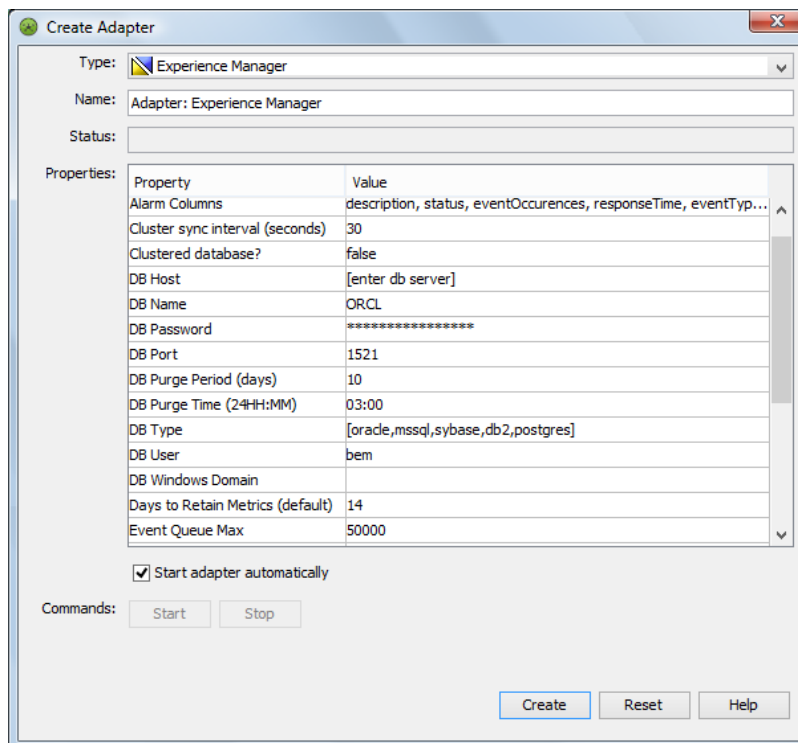 Create Adapter
Type: Experience Manager
Name: Adapter: Experience Manager
Status:
Properties:
Property Value
Alarm Columns description, status, eventOccurences, responseTime, eventTyp...
Cluster sync interval (seconds) 30
Clustered database? false
DB Host [enter db server]
DB Name ORCL
DB Password ****************
DB Port 1521
DB Purge Period (days) 10
DB Purge Time (24HH:MM) 03:00
DB Type [oracle,mssql,sybase,db2,postgres]
DB User bem
DB Windows Domain
Days to Retain Metrics (default) 14
Event Queue Max 50000
Start adapter automatically
Commands: Start Stop
Create Reset Help